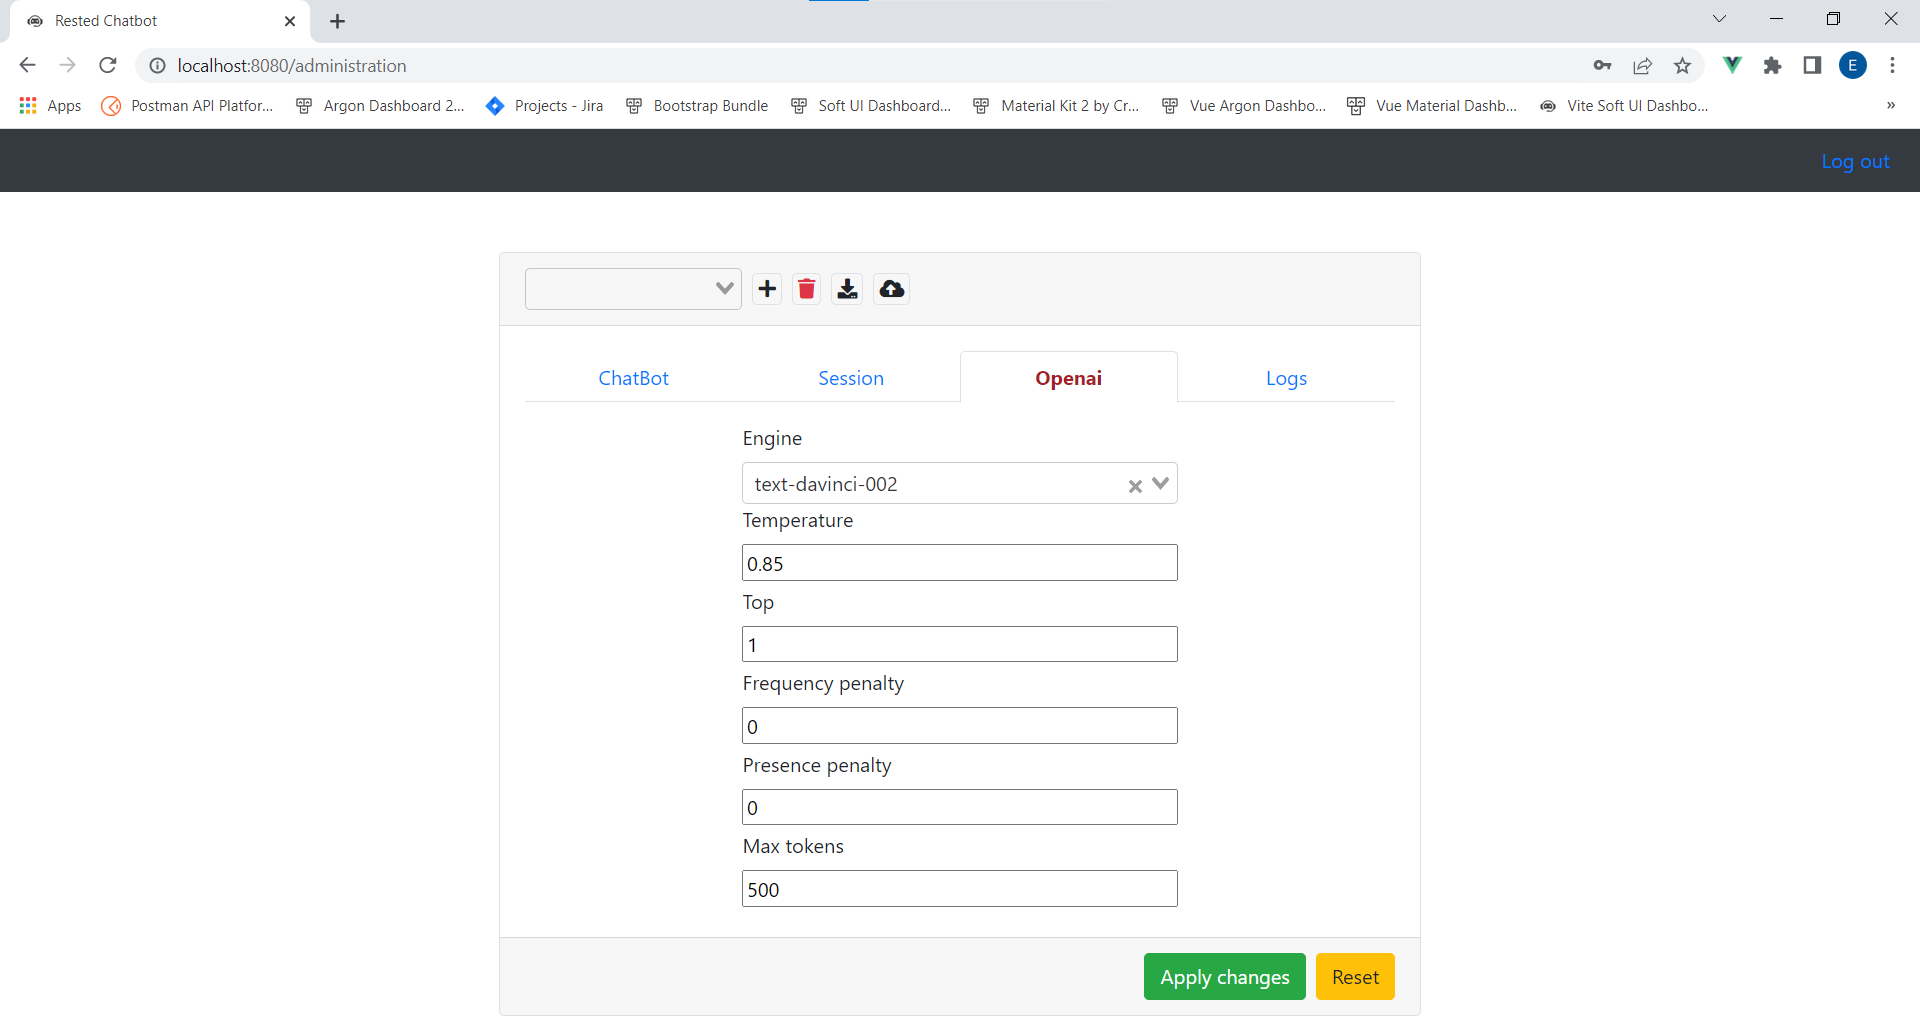 Rested Chatbot
localhost:8080/administration
E
Apps Postman API Platfor... Argon Dashboard 2... Projects - Jira Bootstrap Bundle Soft UI Dashboard... Material Kit 2 by Cr... Vue Argon Dashbo... Vue Material Dashb... Vite Soft UI Dashbo... »
Log out
ChatBot Session Openai Logs
Engine
text-davinci-002
Temperature
0.85
Top
1
Frequency penalty
0
Presence penalty
0
Max tokens
500
Apply changes Reset